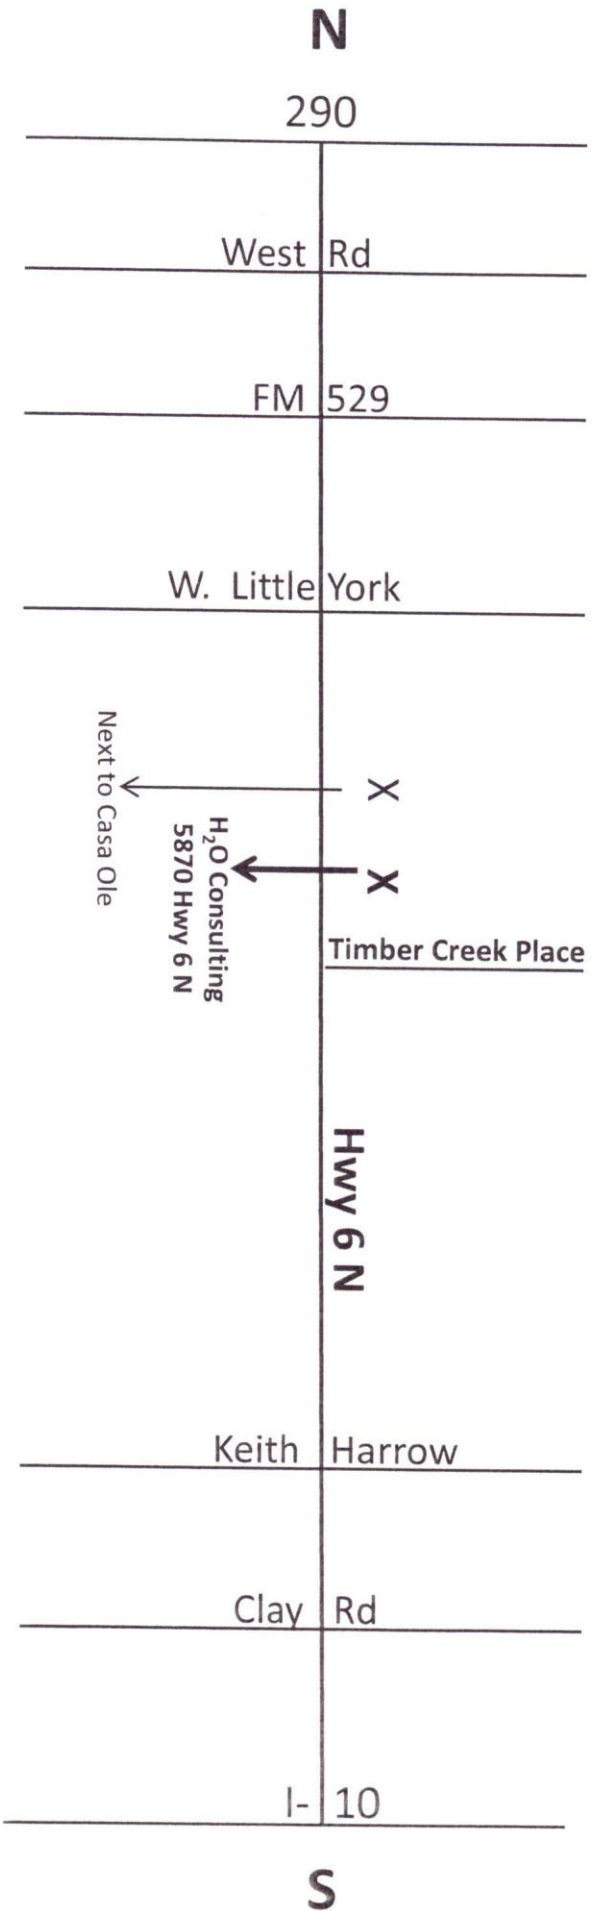 N
290
West Rd
FM 529
W. Little York
X
Next to Casa Ole
X
H₂O Consulting
5870 Hwy 6 N
Timber Creek Place
Hwy 6 N
Keith Harrow
Clay Rd
I- 10
S